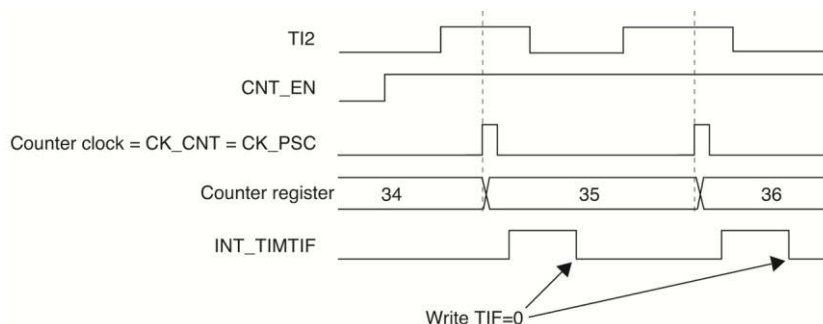 TI2
CNT_EN
Counter clock = CK_CNT = CK_PSC
Counter register 34 35 36
INT_TIMTIF
Write TIF=0